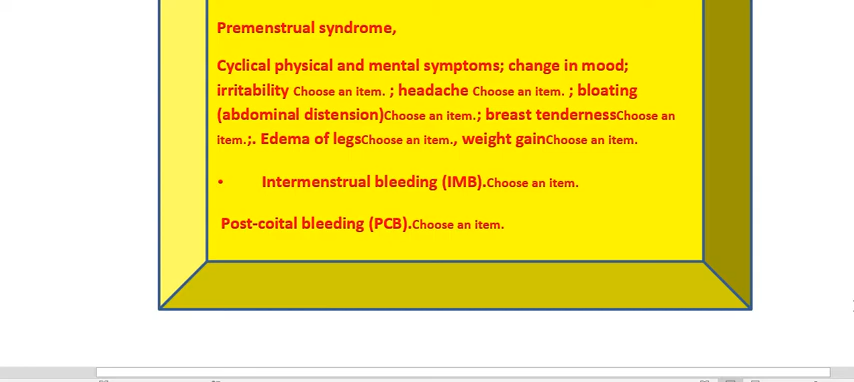 Premenstrual syndrome,
Cyclical physical and mental symptoms; change in mood;
irritability Choose an item. ; headache Choose an item. ; bloating
(abdominal distension)Choose an item.; breast tendernessChoose an
item.;. Edema of legsChoose an item., weight gainChoose an item.
• Intermenstrual bleeding (IMB).Choose an item.
Post-coital bleeding (PCB).Choose an item.